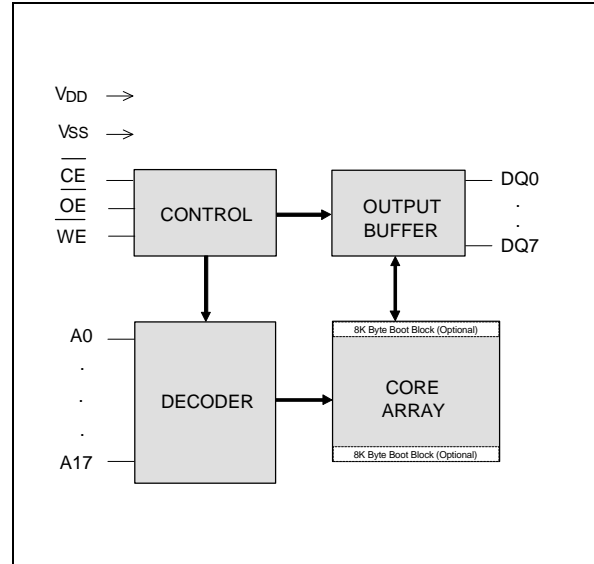 VDD
VSS
CE
OE
WE
CONTROL
OUTPUT
BUFFER
DQ0
.
.
DQ7
A0
.
.
.
A17
DECODER
8K Byte Boot Block (Optional)
CORE
ARRAY
8K Byte Boot Block (Optional)